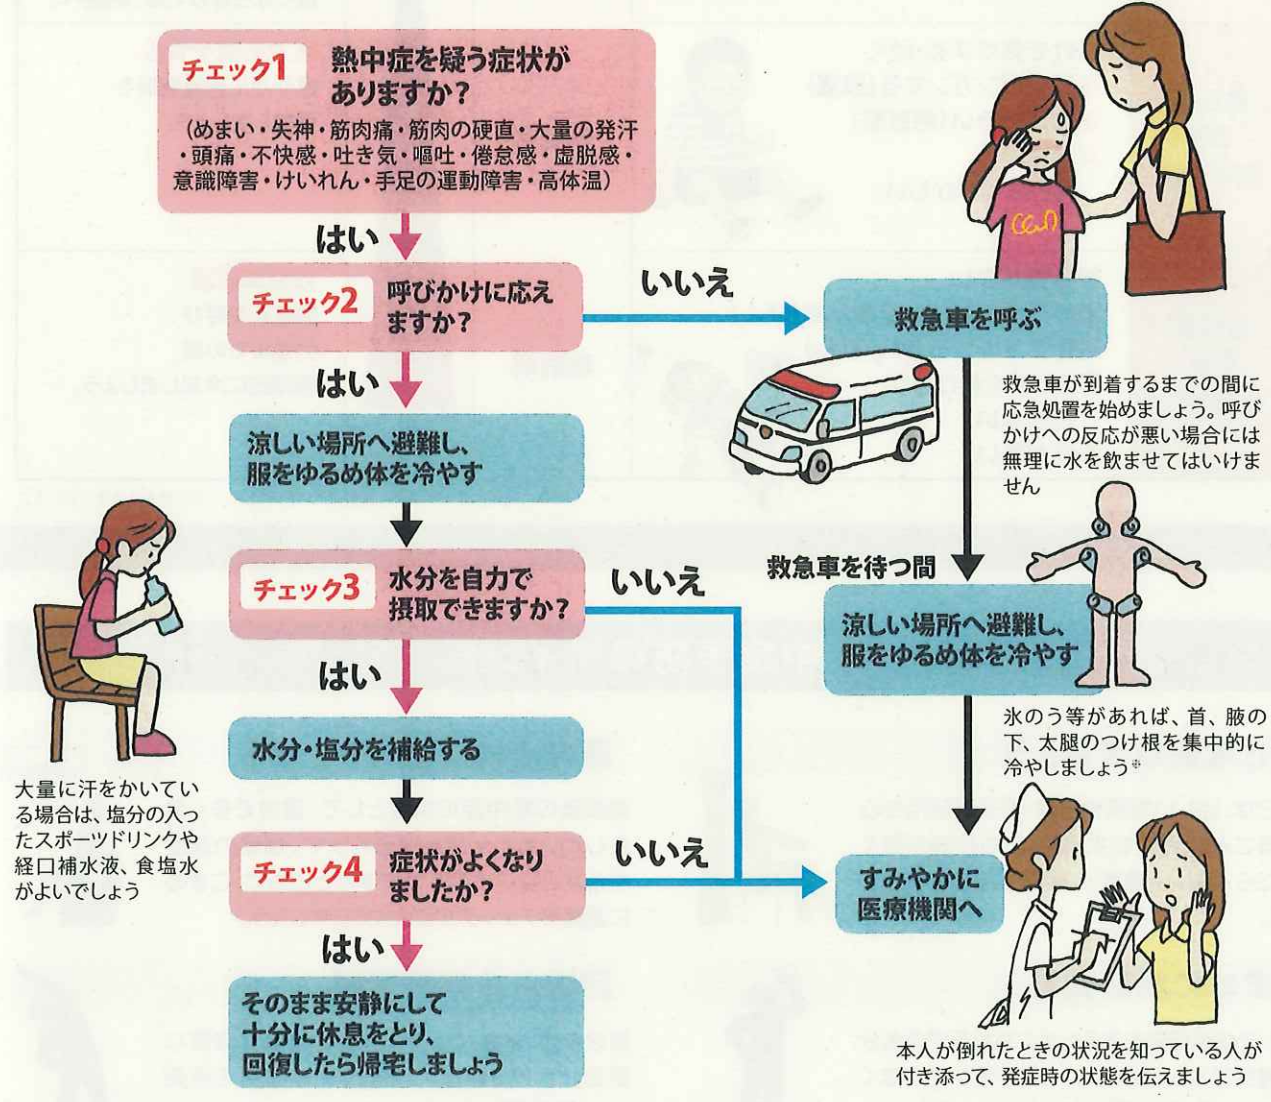 チェック1
熱中症を疑う症状が
ありますか?
（めまい・失神・筋肉痛・筋肉の硬直・大量の発汗
・頭痛・不快感・吐き気・嘔吐・倦怠感・虚脱感・
意識障害・けいれん・手足の運動障害・高体温）
はい
チェック2
呼びかけに応え
ますか?
いいえ
救急車を呼ぶ
救急車が到着するまでの間に
応急処置を始めましょう。呼び
かけへの反応が悪い場合には
無理に水を飲ませてはいけま
せん
はい
涼しい場所へ避難し、
服をゆるめ体を冷やす
チェック3
水分を自力で
摂取できますか?
いいえ
救急車を待つ間
涼しい場所へ避難し、
服をゆるめ体を冷やす
氷のう等があれば、首、腋の
下、太腿のつけ根を集中的に
冷やしましょう※
はい
水分・塩分を補給する
大量に汗をかいてい
る場合は、塩分の入っ
たスポーツドリンクや
経口補水液、食塩水
がよいでしょう
チェック4
症状がよくなり
ましたか?
いいえ
すみやかに
医療機関へ
はい
そのまま安静にして
十分に休息をとり、
回復したら帰宅しましょう
本人が倒れたときの状況を知っている人が
付き添って、発症時の状態を伝えましょう